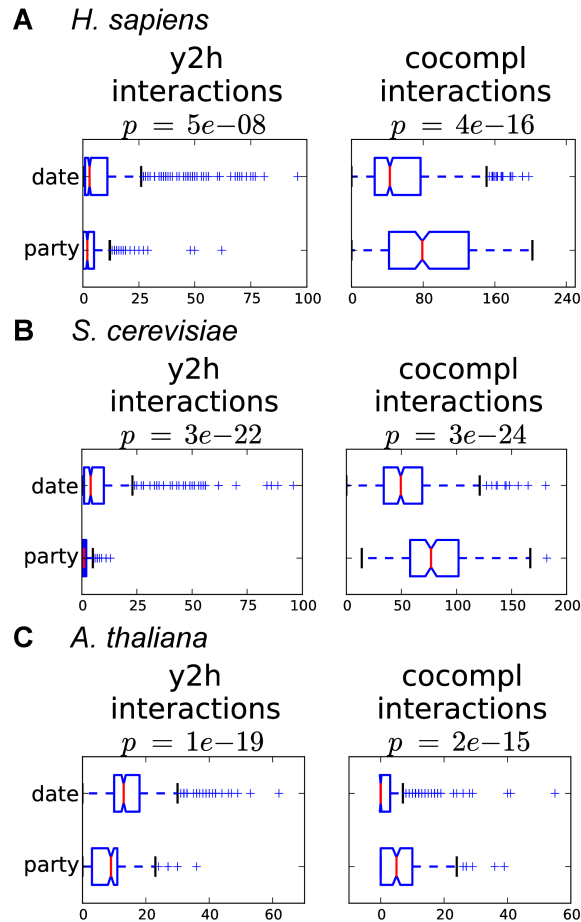 A H. sapiens
y2h interactions
p = 5e−08
cocompl interactions
p = 4e−16
date
party
0 25 50 75 100
0 80 160 240
B S. cerevisiae
y2h interactions
p = 3e−22
cocompl interactions
p = 3e−24
date
party
0 25 50 75 100
0 50 100 150 200
C A. thaliana
y2h interactions
p = 1e−19
cocompl interactions
p = 2e−15
date
party
0 20 40 60
0 20 40 60